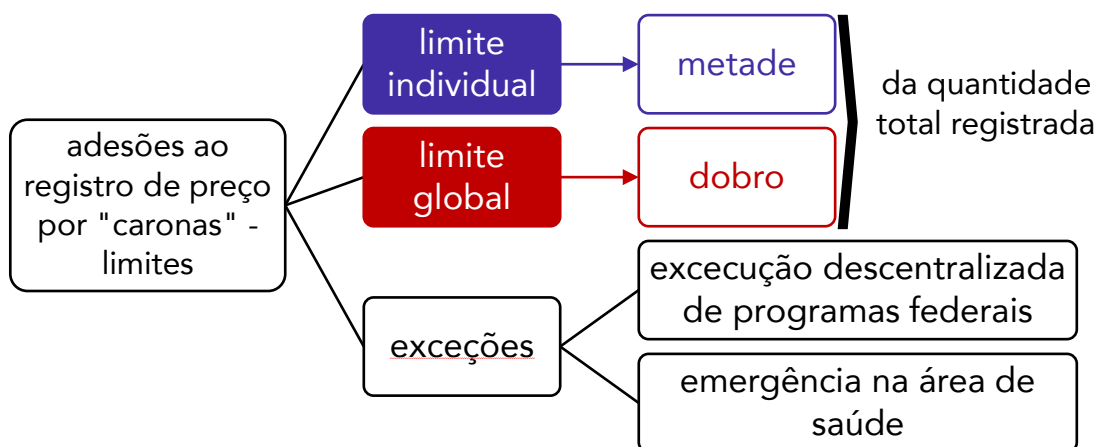 adesões ao
registro de preço
por "caronas" -
limites
limite
individual
metade
limite
global
dobro
da quantidade
total registrada
exceções
excecução descentralizada
de programas federais
emergência na área de
saúde